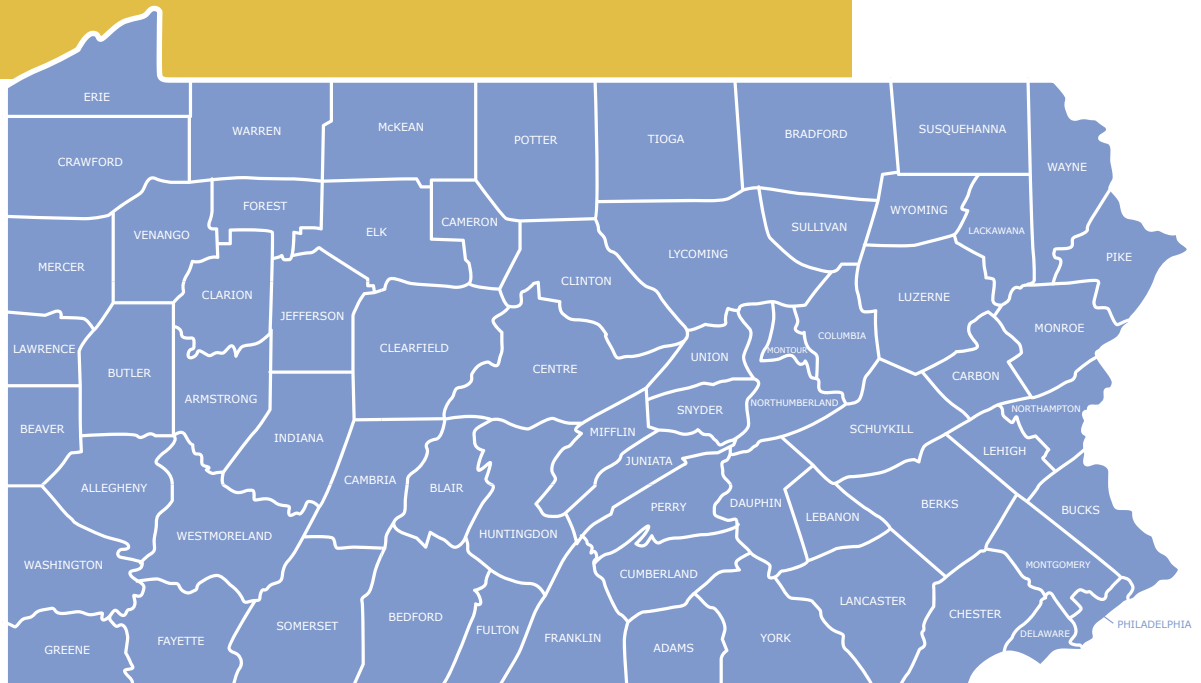 ERIE
WARREN
McKEAN
POTTER
TIOGA
BRADFORD
SUSQUEHANNA
WAYNE
CRAWFORD
FOREST
ELK
CAMERON
SULLIVAN
WYOMING
LACKAWANA
PIKE
VENANGO
MERCER
CLARION
JEFFERSON
CLINTON
LYCOMING
LUZERNE
MONROE
COLUMBIA
MONTOUR
UNION
LAWRENCE
BUTLER
CLEARFIELD
CENTRE
CARBON
ARMSTRONG
SNYDER
NORTHUMBERLAND
NORTHAMPTON
BEAVER
INDIANA
MIFFLIN
SCHUYKILL
JUNIATA
LEHIGH
ALLEGHENY
CAMBRIA
BLAIR
PERRY
DAUPHIN
LEBANON
BERKS
BUCKS
WESTMORELAND
HUNTINGDON
WASHINGTON
CUMBERLAND
MONTGOMERY
LANCASTER
CHESTER
SOMERSET
BEDFORD
FULTON
FRANKLIN
YORK
DELAWARE
PHILADELPHIA
GREENE
FAYETTE
ADAMS